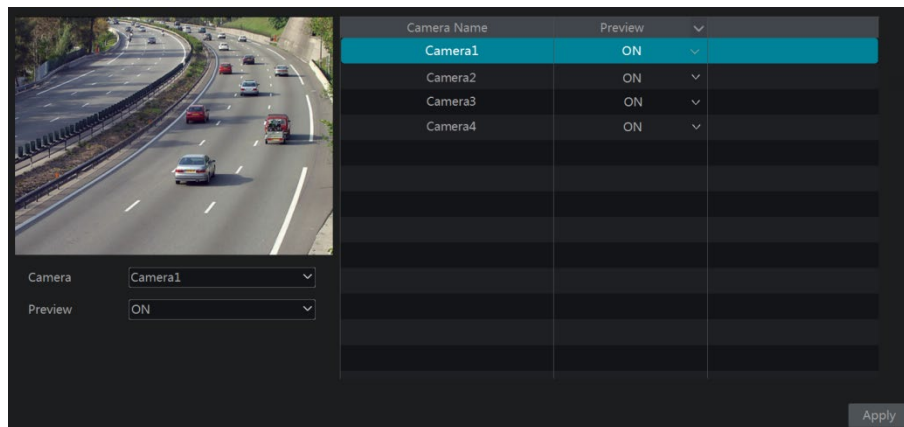 Camera Name Preview
Camera1 ON
Camera2 ON
Camera3 ON
Camera4 ON
Camera Camera1
Preview ON
Apply